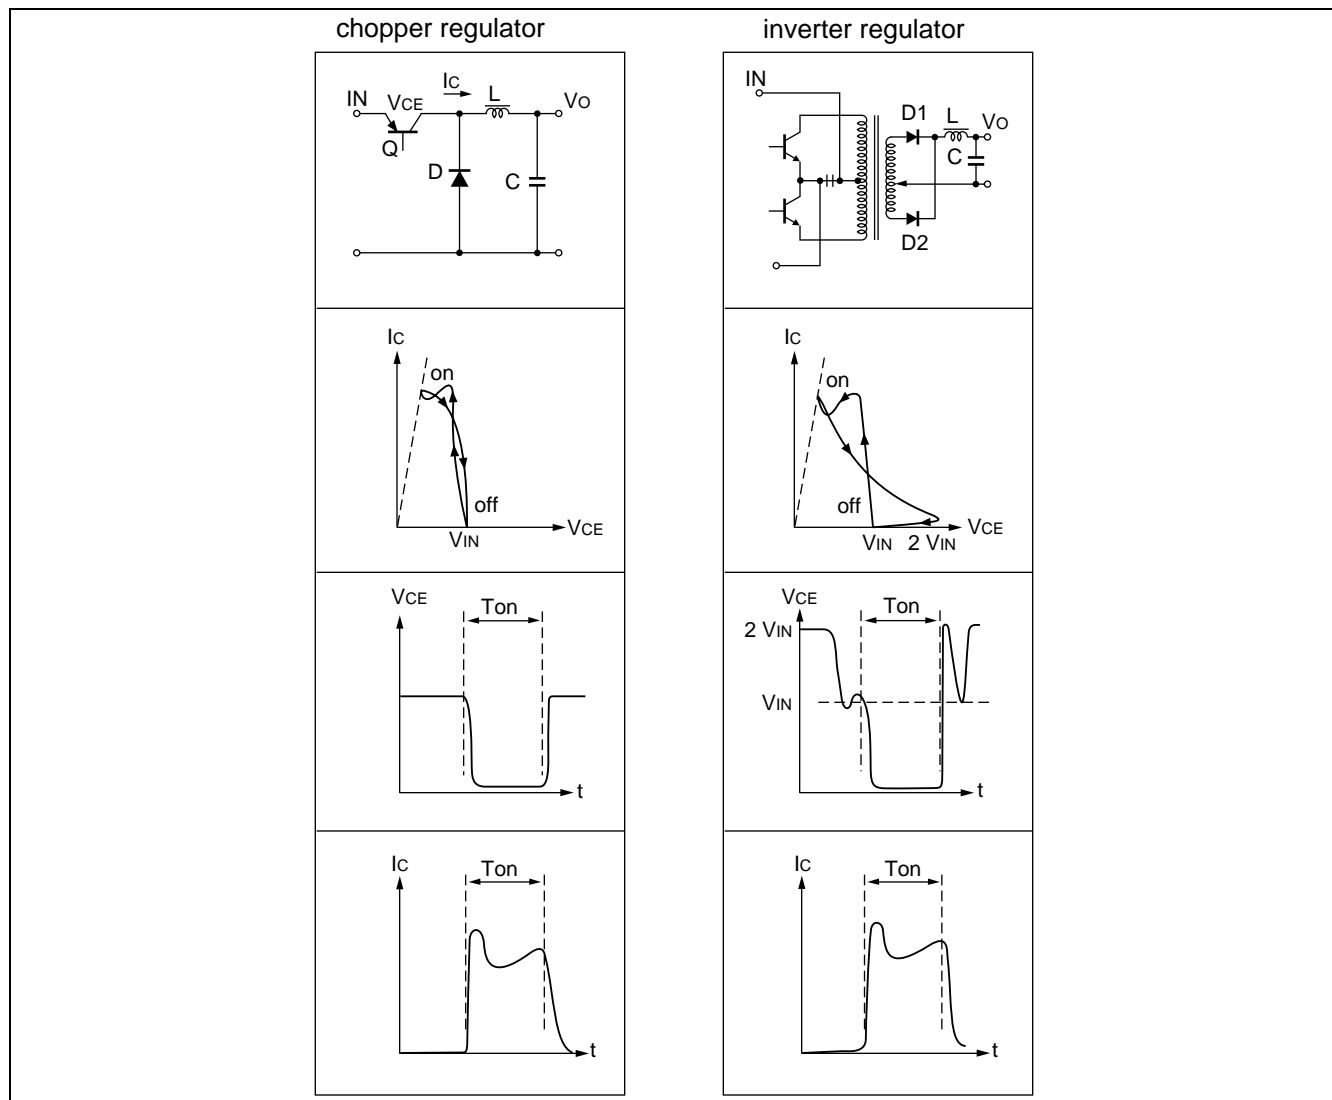 chopper regulator
IC
L
IN
VCE
VO
Q
D
C
IC
on
off
VIN
VCE
VCE
Ton
t
IC
Ton
t
inverter regulator
IN
D1
L
VO
C
D2
IC
on
off
VIN
2 VIN
VCE
VCE
Ton
2 VIN
VIN
t
IC
Ton
t